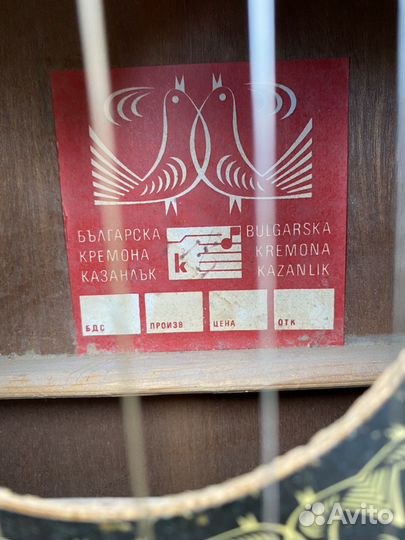 БЪЛГАРСКА
КРЕМОНА
КАЗАНЛЪК
k
BULGARSKA
KREMONA
KAZANLIK
БДС
ПРОИЗВ
ЦЕНА
ОТК
Avito